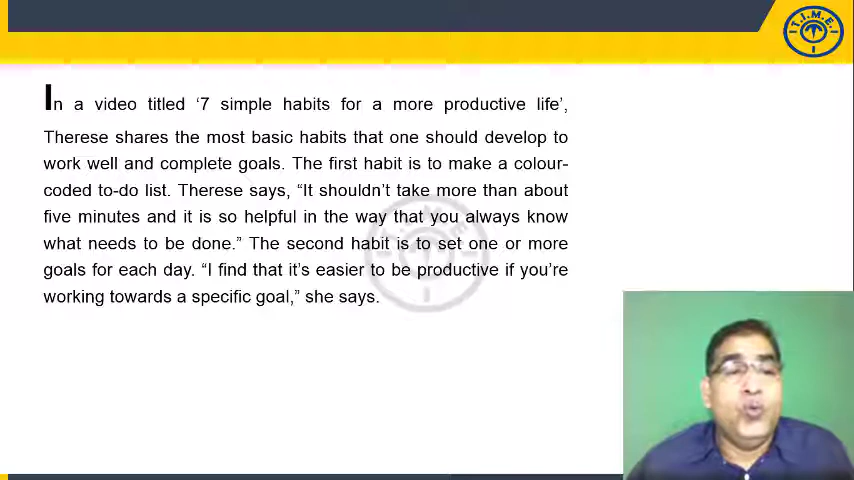 T.I.M.E.
In a video titled ‘7 simple habits for a more productive life’,
Therese shares the most basic habits that one should develop to
work well and complete goals. The first habit is to make a colour-
coded to-do list. Therese says, “It shouldn’t take more than about
five minutes and it is so helpful in the way that you always know
what needs to be done.” The second habit is to set one or more
goals for each day. “I find that it’s easier to be productive if you’re
working towards a specific goal,” she says.